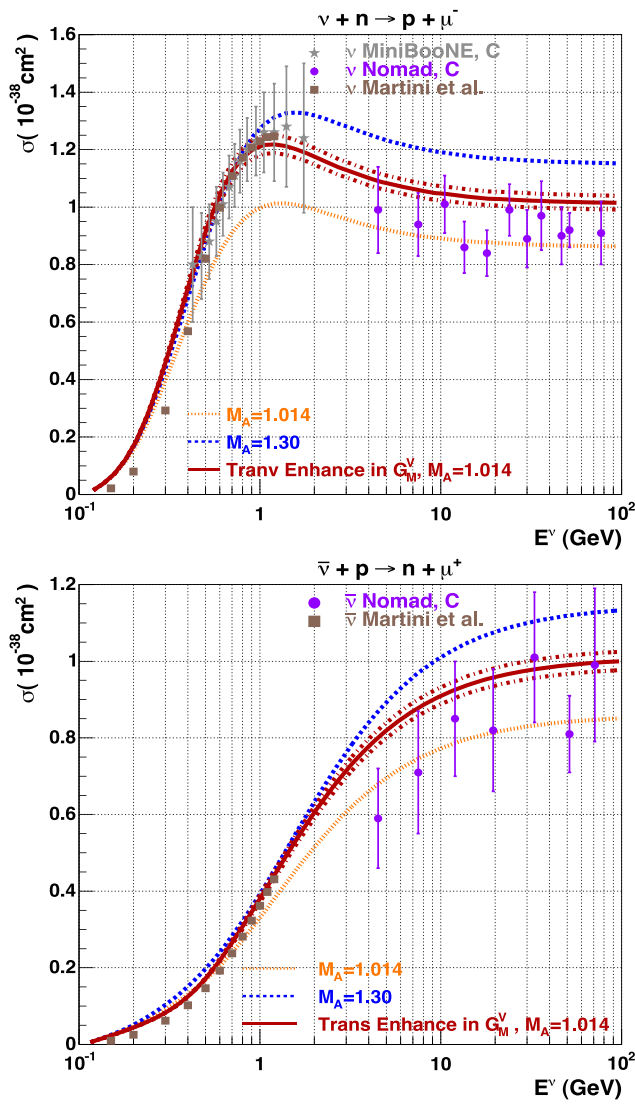 ν + n → p + μ⁻
σ( 10⁻³⁸cm²)
1.6
1.4
1.2
1
0.8
0.6
0.4
0.2
0
ν MiniBooNE, C
ν Nomad, C
ν Martini et al.
M_A=1.014
M_A=1.30
Tranv Enhance in G_M^V, M_A=1.014
10⁻¹ 1 10 10²
E^ν (GeV)
ν̅ + p → n + μ⁺
σ( 10⁻³⁸cm²)
1.2
1
0.8
0.6
0.4
0.2
0
ν̅ Nomad, C
ν̅ Martini et al.
M_A=1.014
M_A=1.30
Trans Enhance in G_M^V , M_A=1.014
10⁻¹ 1 10 10²
E^ν (GeV)